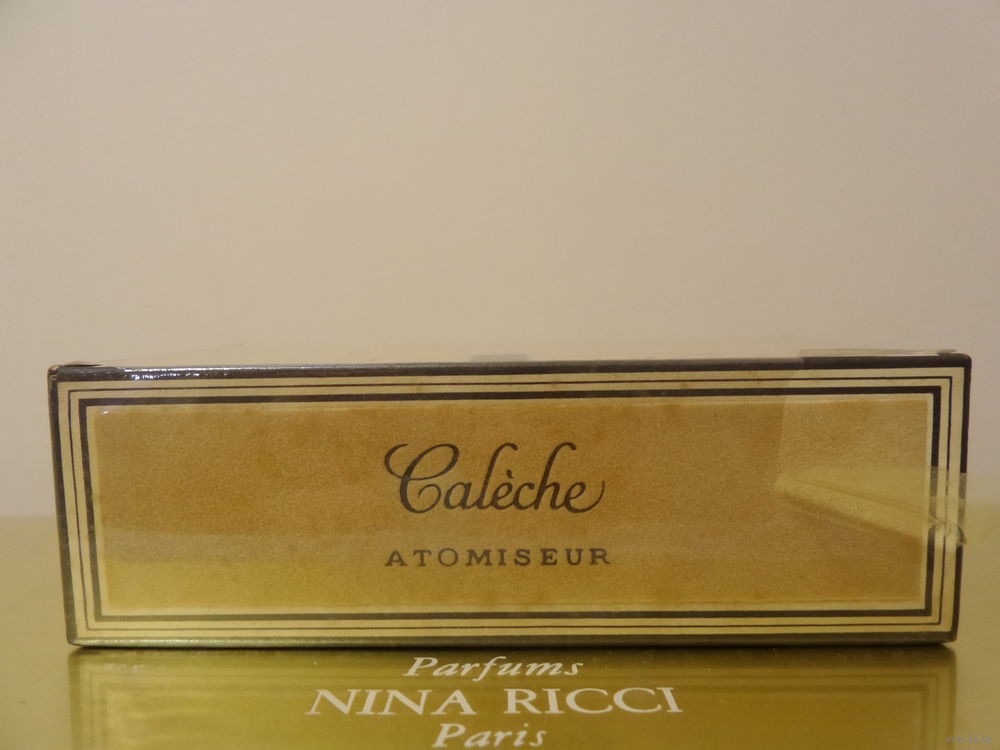 Calèche
ATOMISEUR
Parfums
NINA RICCI
Paris